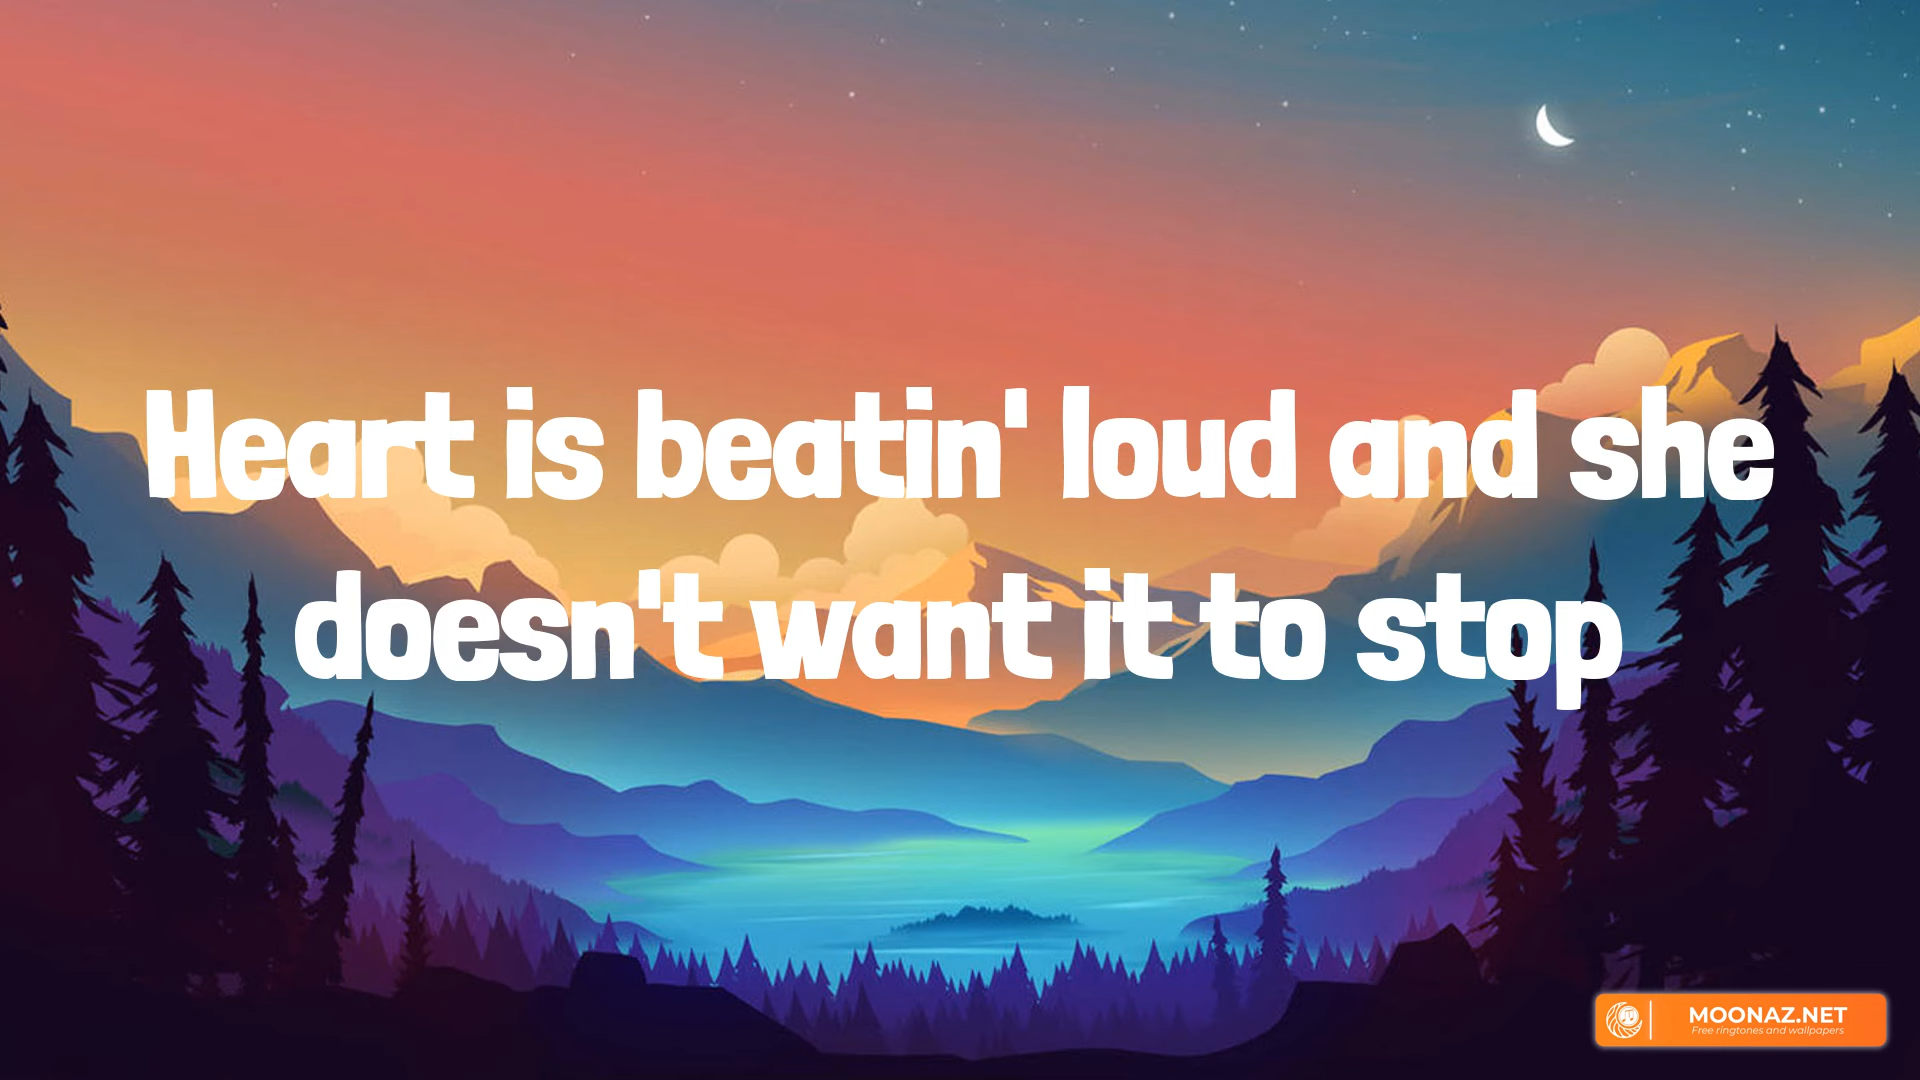 Heart is beatin' loud and she
doesn't want it to stop
MOONAZ.NET
Free ringtones and wallpapers